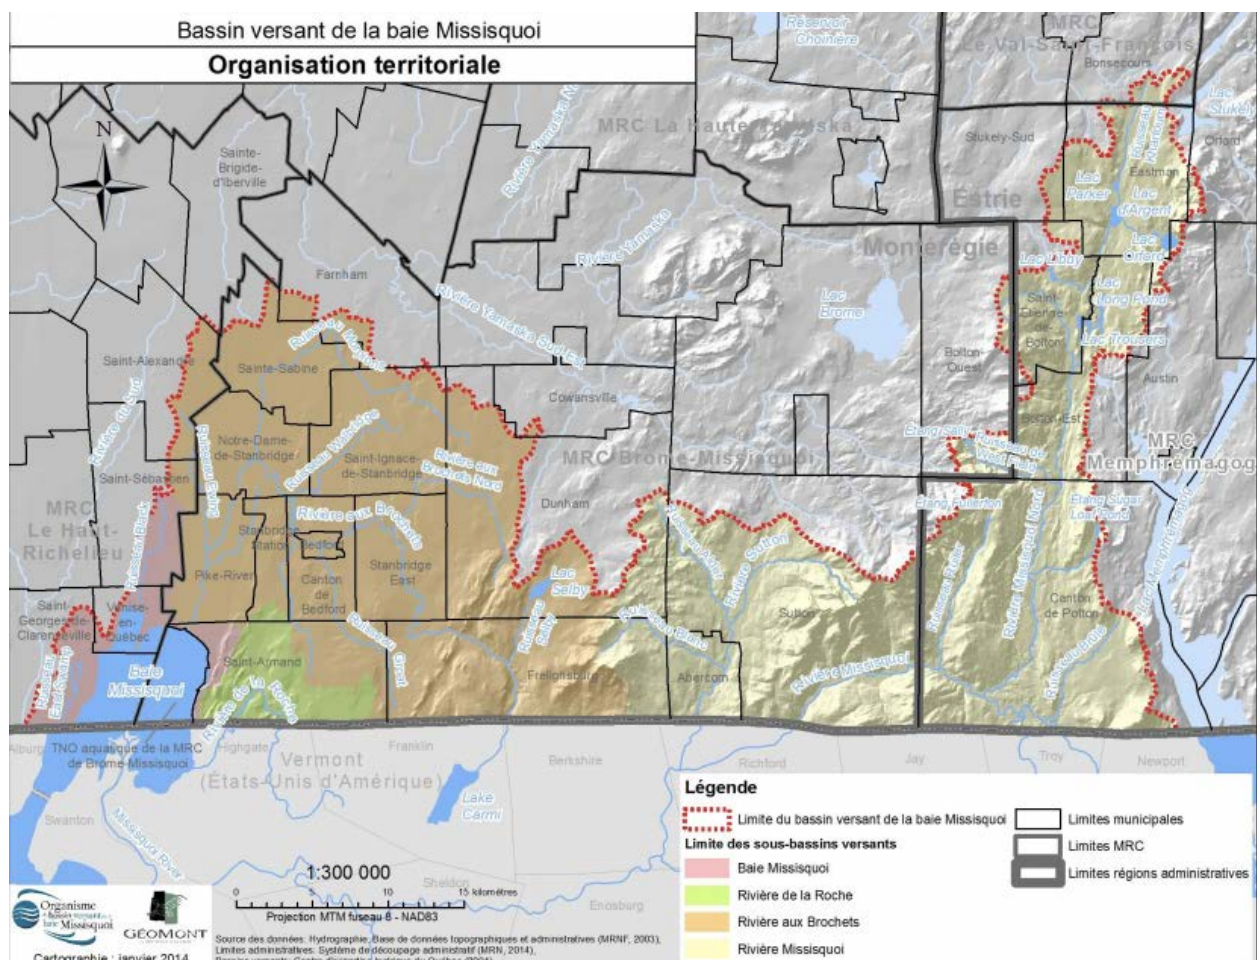 Bassin versant de la baie Missisquoi
Organisation territoriale
N
Réservoir
Choinière
MRC
Le Val-Saint-François
Bonsecours
Lac
Stukely
MRC La Haute-Yamaska
Stukely-Sud
Orford
Eastman
Lac
Parker
Lac
d'Argent
Estrie
Montérégie
Lac
Orford
Lac Libby
Lac
Long Pond
Saint-
Étienne-
de-
Bolton
Lac Trousers
Sainte-
Brigide-
d'Iberville
Farnham
Rivière Yamaska
Rivière Yamaska Sud-Est
Lac
Brome
Bolton-
Ouest
Austin
Saint-Alexandre
Rivière du Sud
Sainte-Sabine
Cowansville
Bolton-Est
Notre-Dame-
de-Stanbridge
Ruisseau Walbridge
Saint-Ignace-
de-Stanbridge
Rivière aux
Brochets Nord
MRC Brome-Missisquoi
MRC
Memphrémagog
Saint-Sébastien
Ruisseau Ewing
Ruisseau Black
MRC
Le Haut-
Richelieu
Dunham
Étang Fullerton
Étang Sugar
Loaf Pond
Rivière aux Brochets
Stanbridge
Station
Bedford
Stanbridge
East
Pike-River
Canton
de
Bedford
Lac
Selby
Ruisseau
Selby
Rivière Sutton
Sutton
Rivière Missisquoi Nord
Canton
de Potton
Saint-
Georges-de-
Clarenceville
Venise-
en-
Québec
Baie
Missisquoi
Saint-Armand
Rivière de La
Roche
Ruisseau Groat
Frelighsburg
Abercorn
Rivière Missisquoi
Alburg
TNO aquatique de la MRC
de Brome-Missisquoi
Highgate
Franklin
Berkshire
Richford
Jay
Troy
Newport
Vermont
(États-Unis d'Amérique)
Lake
Carmi
Swanton
Missisquoi River
Sheldon
Enosburg
1:300 000
0 5 10 15 kilomètres
Projection MTM fuseau 8 - NAD83
Légende
Limite du bassin versant de la baie Missisquoi
Limites municipales
Limites MRC
Limites régions administratives
Limite des sous-bassins versants
Baie Missisquoi
Rivière de la Roche
Rivière aux Brochets
Rivière Missisquoi
Organisme
de bassin versant de la
baie Missisquoi
GÉOMONT
Cartographie : janvier 2014
Source des données: Hydrographie, Base de données topographiques et administratives (MRNF, 2003),
Limites administratives: Système de découpage administratif (MRN, 2014),